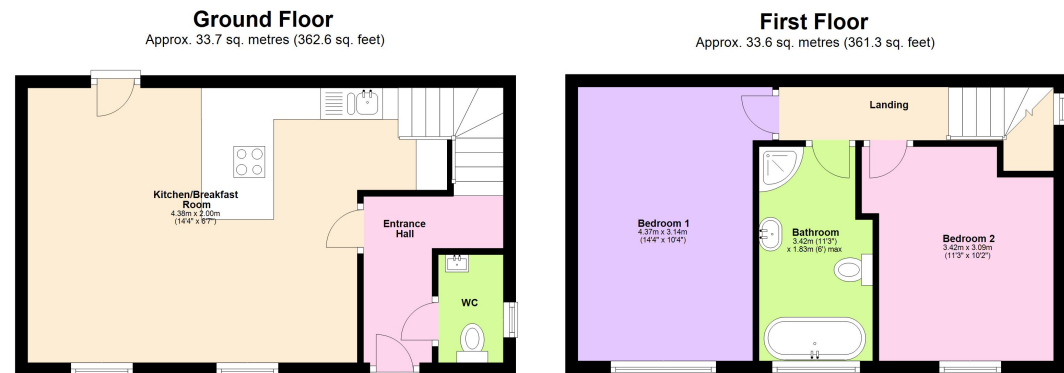 Ground Floor
Approx. 33.7 sq. metres (362.6 sq. feet)
Kitchen/Breakfast
Room
4.38m x 2.00m
(14'4" x 6'7")
Entrance
Hall
WC
First Floor
Approx. 33.6 sq. metres (361.3 sq. feet)
Landing
Bedroom 1
4.37m x 3.14m
(14'4" x 10'4")
Bathroom
3.42m (11'3")
x 1.83m (6') max
Bedroom 2
3.42m x 3.09m
(11'3" x 10'2")